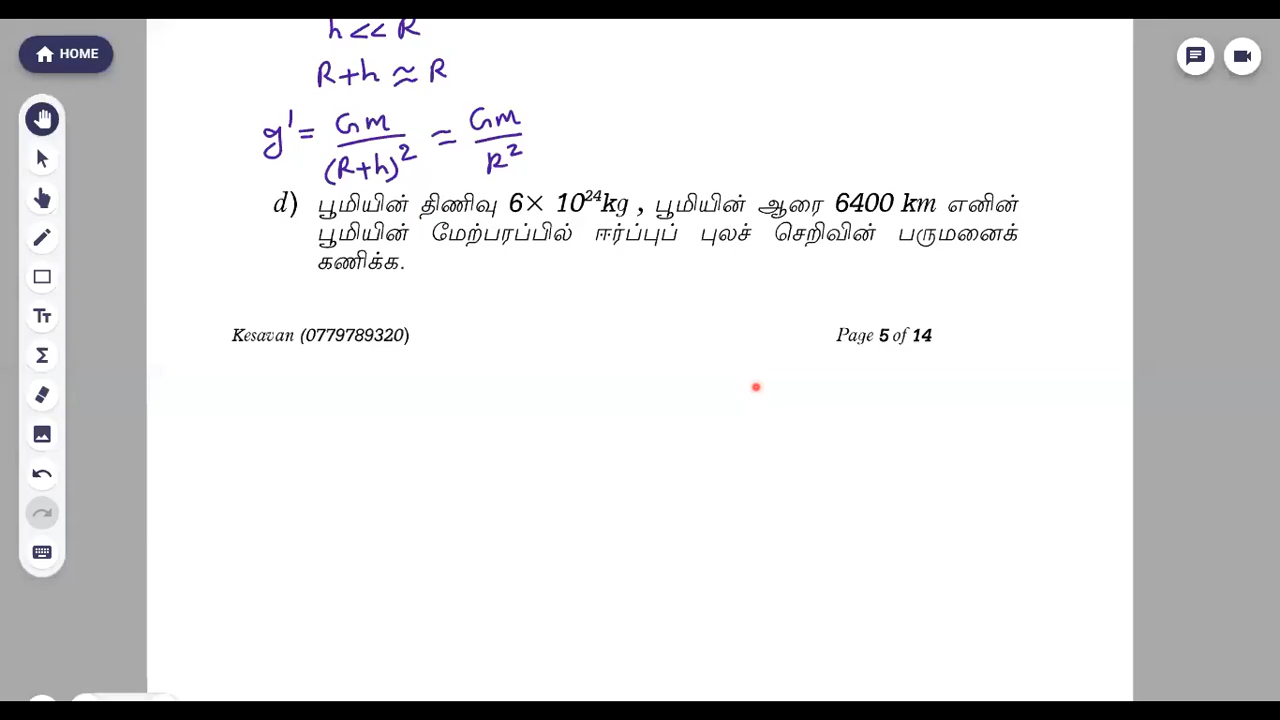 HOME
h << R
R+h ≈ R
g' = Gm/(R+h)² = Gm/R²
d) பூமியின் திணிவு 6× 10²⁴kg , பூமியின் ஆரை 6400 km எனின்
பூமியின் மேற்பரப்பில் ஈர்ப்புப் புலச் செறிவின் பருமனைக்
கணிக்க.
Kesavan (0779789320)
Page 5 of 14